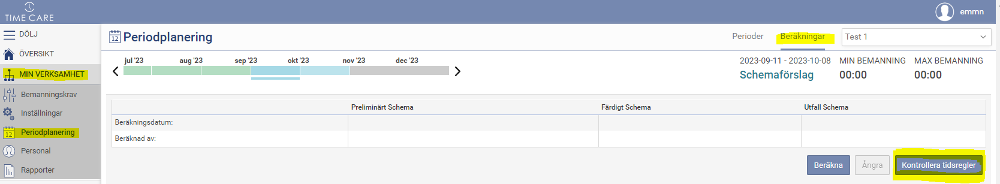 TIME CARE
emmn
DÖLJ
ÖVERSIKT
MIN VERKSAMHET
Bemanningskrav
Inställningar
12 Periodplanering
Personal
Rapporter
12 Periodplanering
Perioder Beräkningar Test 1
jul '23 aug '23 sep '23 okt '23 nov '23 dec '23
2023-09-11 - 2023-10-08 MIN BEMANNING MAX BEMANNING
Schemaförslag 00:00 00:00
Preliminärt Schema Färdigt Schema Utfall Schema
Beräkningsdatum:
Beräknad av:
Beräkna Ångra Kontrollera tidsregler